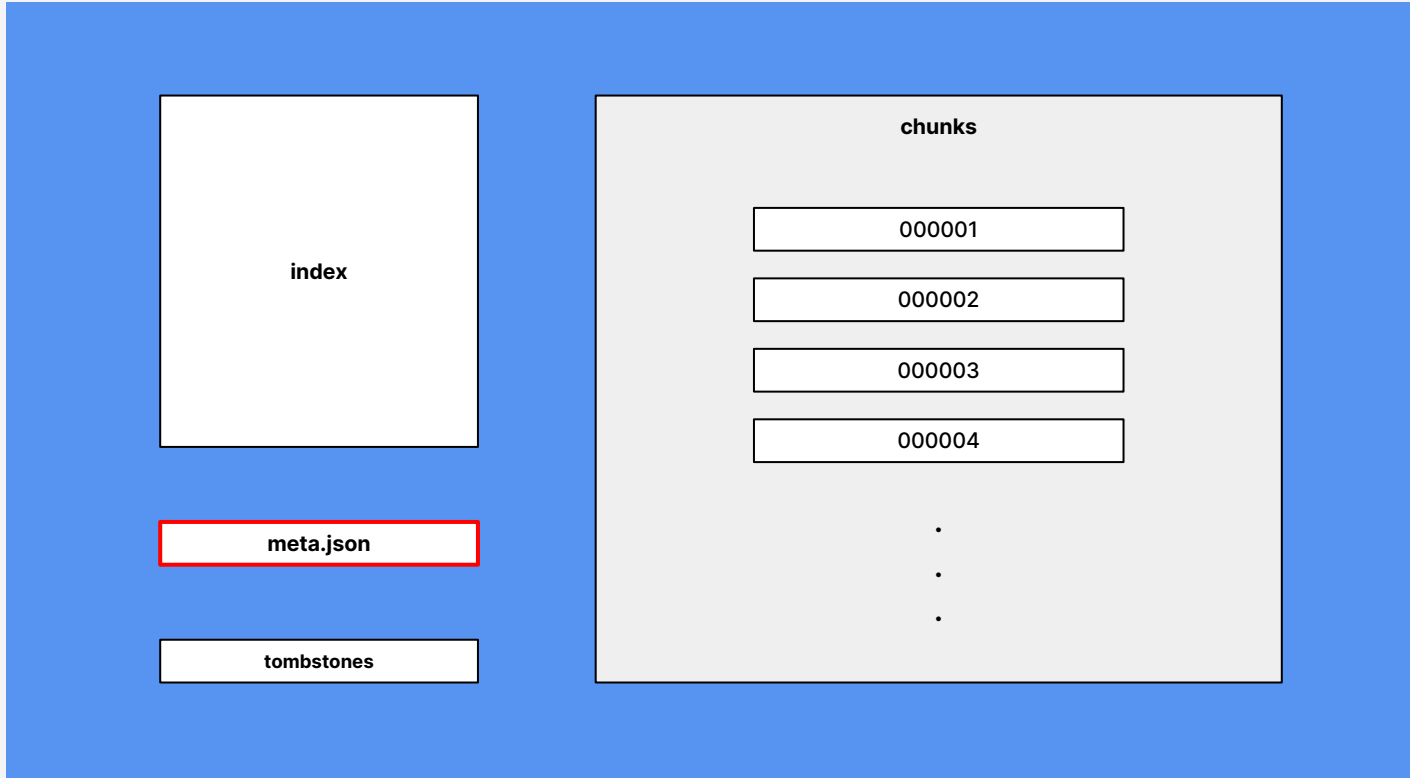 index
meta.json
tombstones
chunks
000001
000002
000003
000004
.
.
.